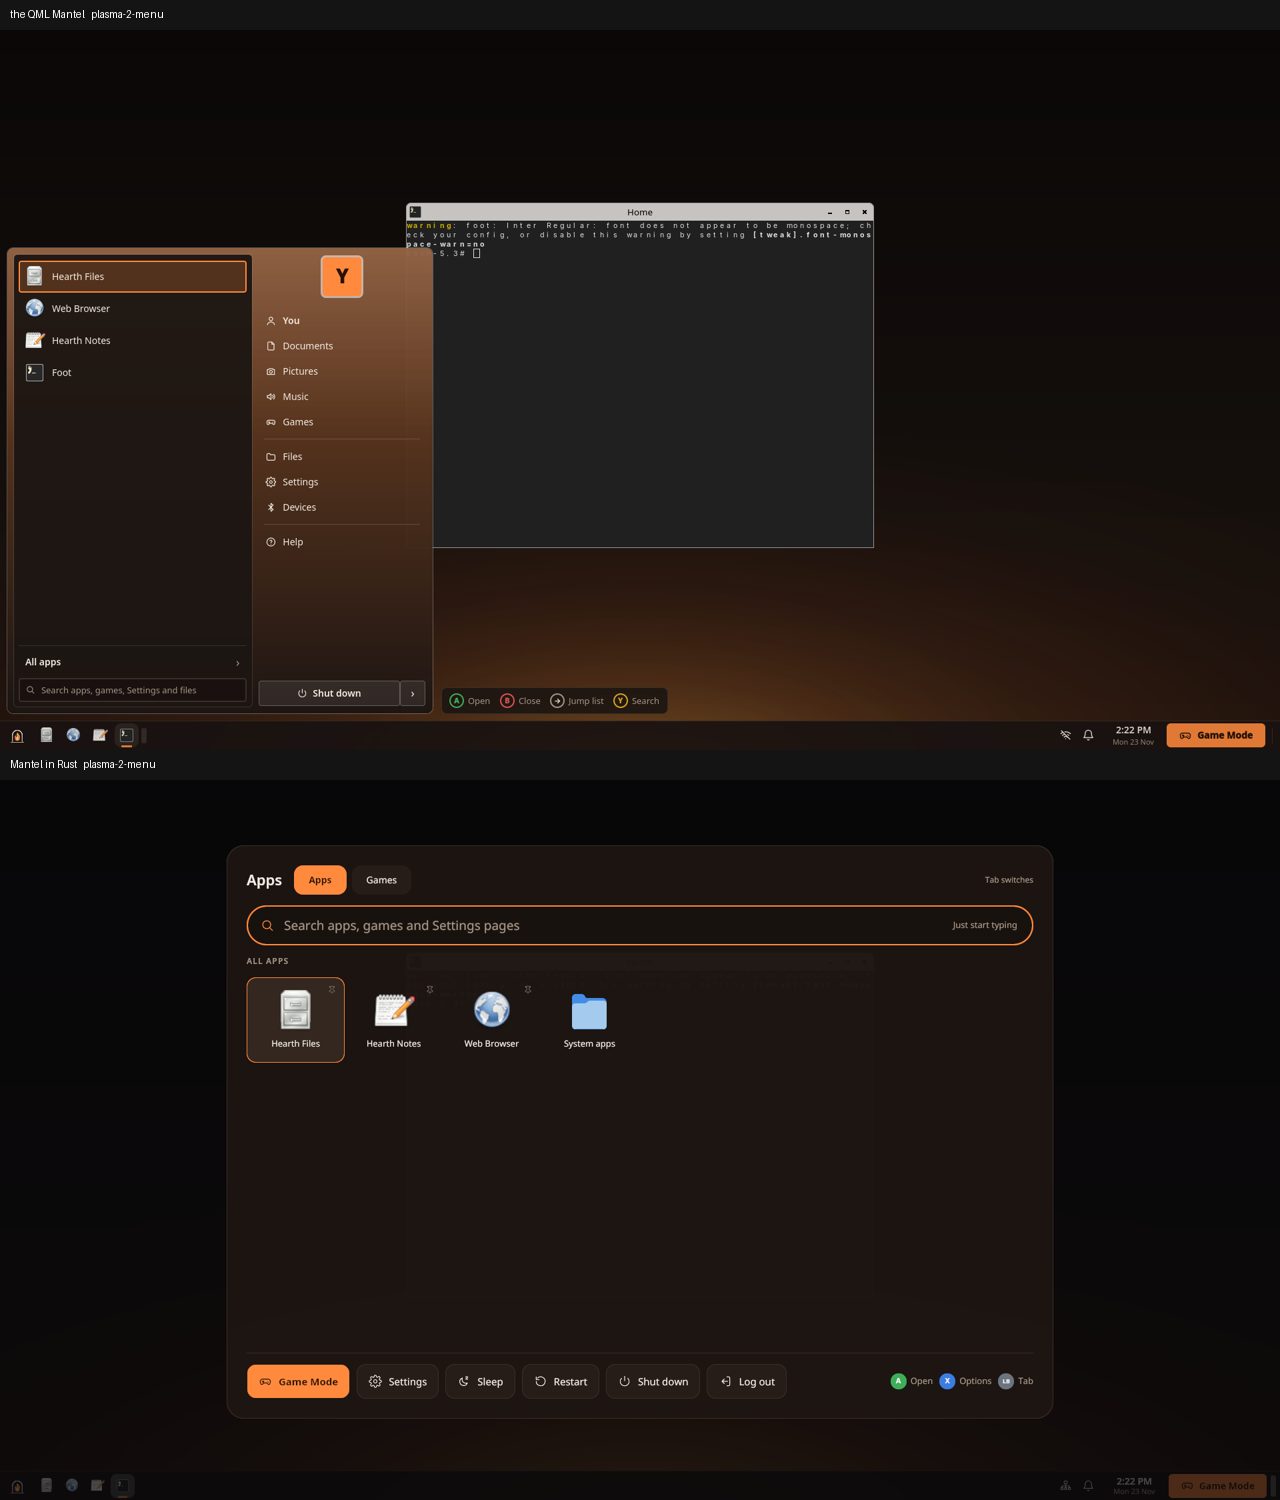 the QML Mantel plasma-2-menu
Home
warning: foot: Inter Regular: font does not appear to be monospace; ch
eck your config, or disable this warning by setting [tweak].font-monos
pace-warn=no
-5.3#
Hearth Files
Web Browser
Hearth Notes
Foot
All apps
Search apps, games, Settings and files
Y
You
Documents
Pictures
Music
Games
Files
Settings
Devices
Help
Shut down
A Open B Close Jump list Y Search
2:22 PM
Mon 23 Nov
Game Mode
Mantel in Rust plasma-2-menu
Apps Apps Games Tab switches
Search apps, games and Settings pages Just start typing
ALL APPS
Hearth Files Hearth Notes Web Browser System apps
Game Mode Settings Sleep Restart Shut down Log out A Open X Options LB Tab
2:22 PM
Mon 23 Nov
Game Mode